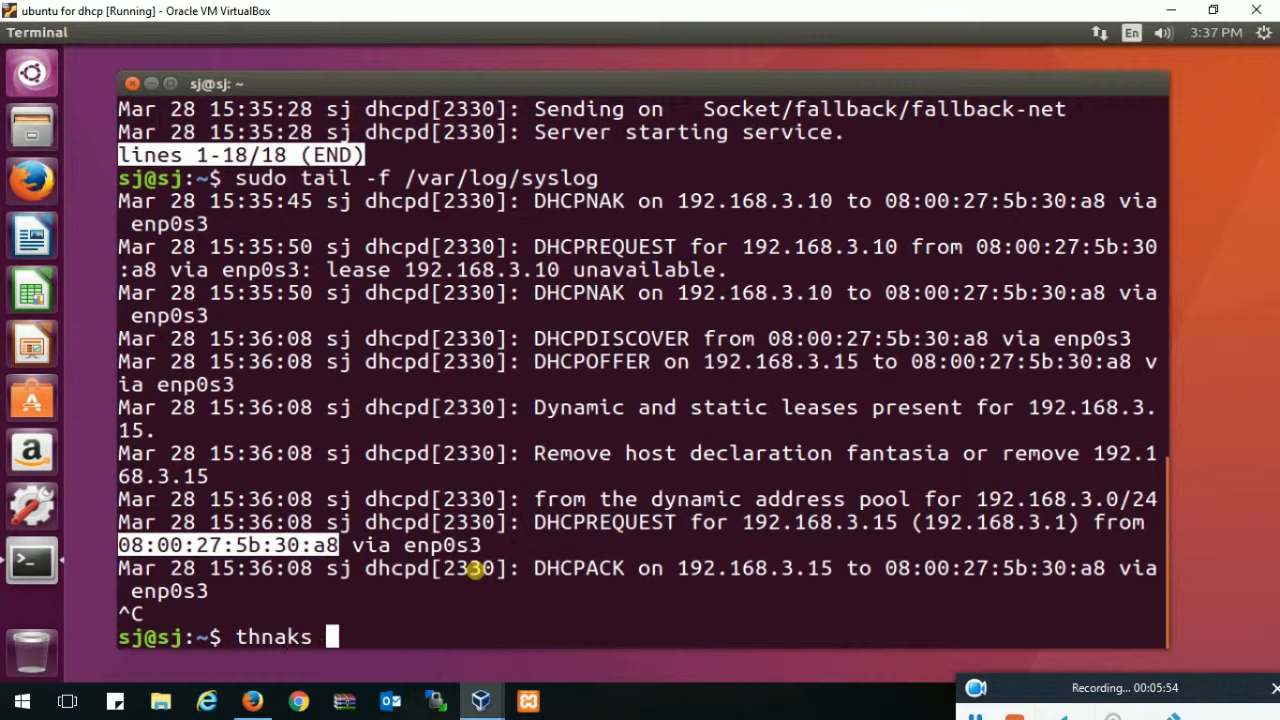 ubuntu for dhcp [Running] - Oracle VM VirtualBox
Terminal
En
3:37 PM
sj@sj: ~
Mar 28 15:35:28 sj dhcpd[2330]: Sending on   Socket/fallback/fallback-net
Mar 28 15:35:28 sj dhcpd[2330]: Server starting service.
lines 1-18/18 (END)
sj@sj:~$ sudo tail -f /var/log/syslog
Mar 28 15:35:45 sj dhcpd[2330]: DHCPNAK on 192.168.3.10 to 08:00:27:5b:30:a8 via
 enp0s3
Mar 28 15:35:50 sj dhcpd[2330]: DHCPREQUEST for 192.168.3.10 from 08:00:27:5b:30
:a8 via enp0s3: lease 192.168.3.10 unavailable.
Mar 28 15:35:50 sj dhcpd[2330]: DHCPNAK on 192.168.3.10 to 08:00:27:5b:30:a8 via
 enp0s3
Mar 28 15:36:08 sj dhcpd[2330]: DHCPDISCOVER from 08:00:27:5b:30:a8 via enp0s3
Mar 28 15:36:08 sj dhcpd[2330]: DHCPOFFER on 192.168.3.15 to 08:00:27:5b:30:a8 v
ia enp0s3
Mar 28 15:36:08 sj dhcpd[2330]: Dynamic and static leases present for 192.168.3.
15.
Mar 28 15:36:08 sj dhcpd[2330]: Remove host declaration fantasia or remove 192.1
68.3.15
Mar 28 15:36:08 sj dhcpd[2330]: from the dynamic address pool for 192.168.3.0/24
Mar 28 15:36:08 sj dhcpd[2330]: DHCPREQUEST for 192.168.3.15 (192.168.3.1) from
08:00:27:5b:30:a8 via enp0s3
Mar 28 15:36:08 sj dhcpd[2330]: DHCPACK on 192.168.3.15 to 08:00:27:5b:30:a8 via
 enp0s3
^C
sj@sj:~$ thnaks
Recording... 00:05:54